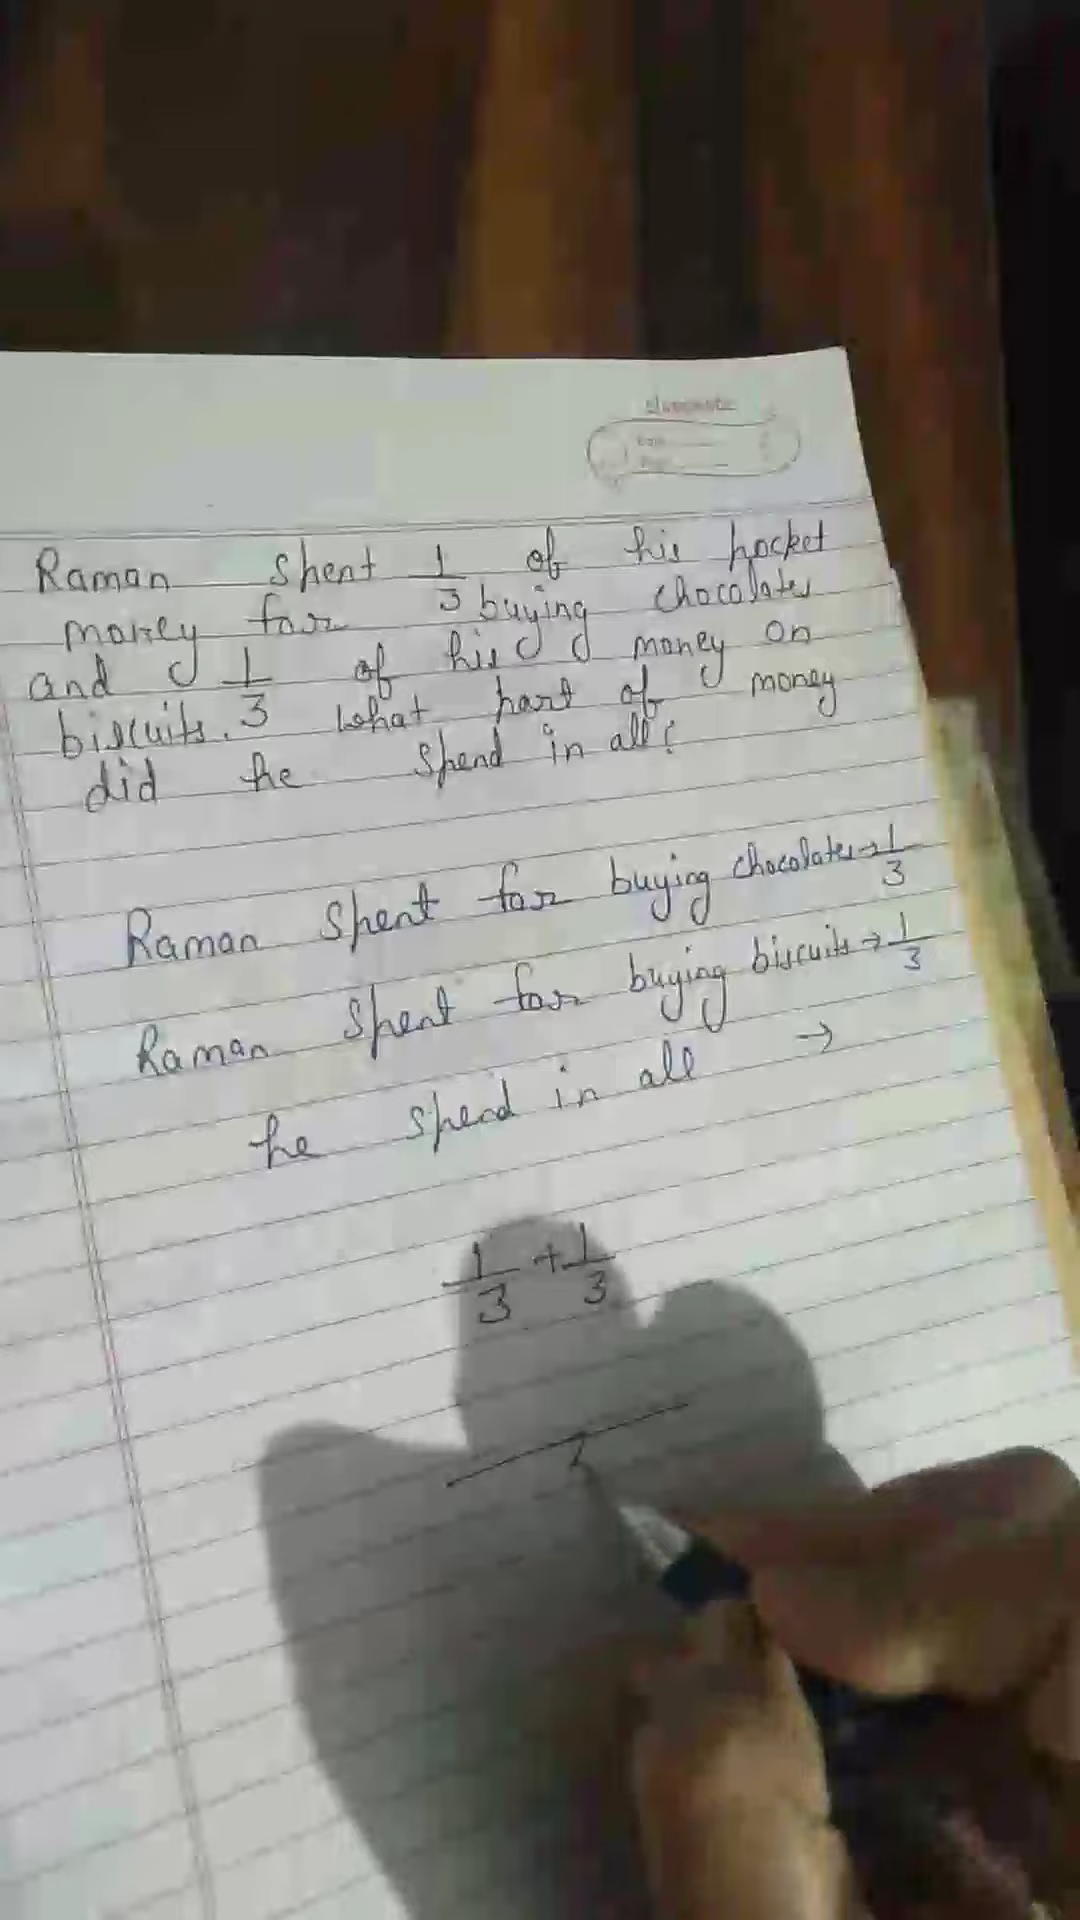 Raman spent 1/3 of his pocket
money for buying chocolates
and 1/3 of his money on
biscuits. What part of money
did he spend in all?
Raman spent for buying chocolates → 1/3
Raman spent for buying biscuits → 1/3
he spend in all →
1/3 + 1/3